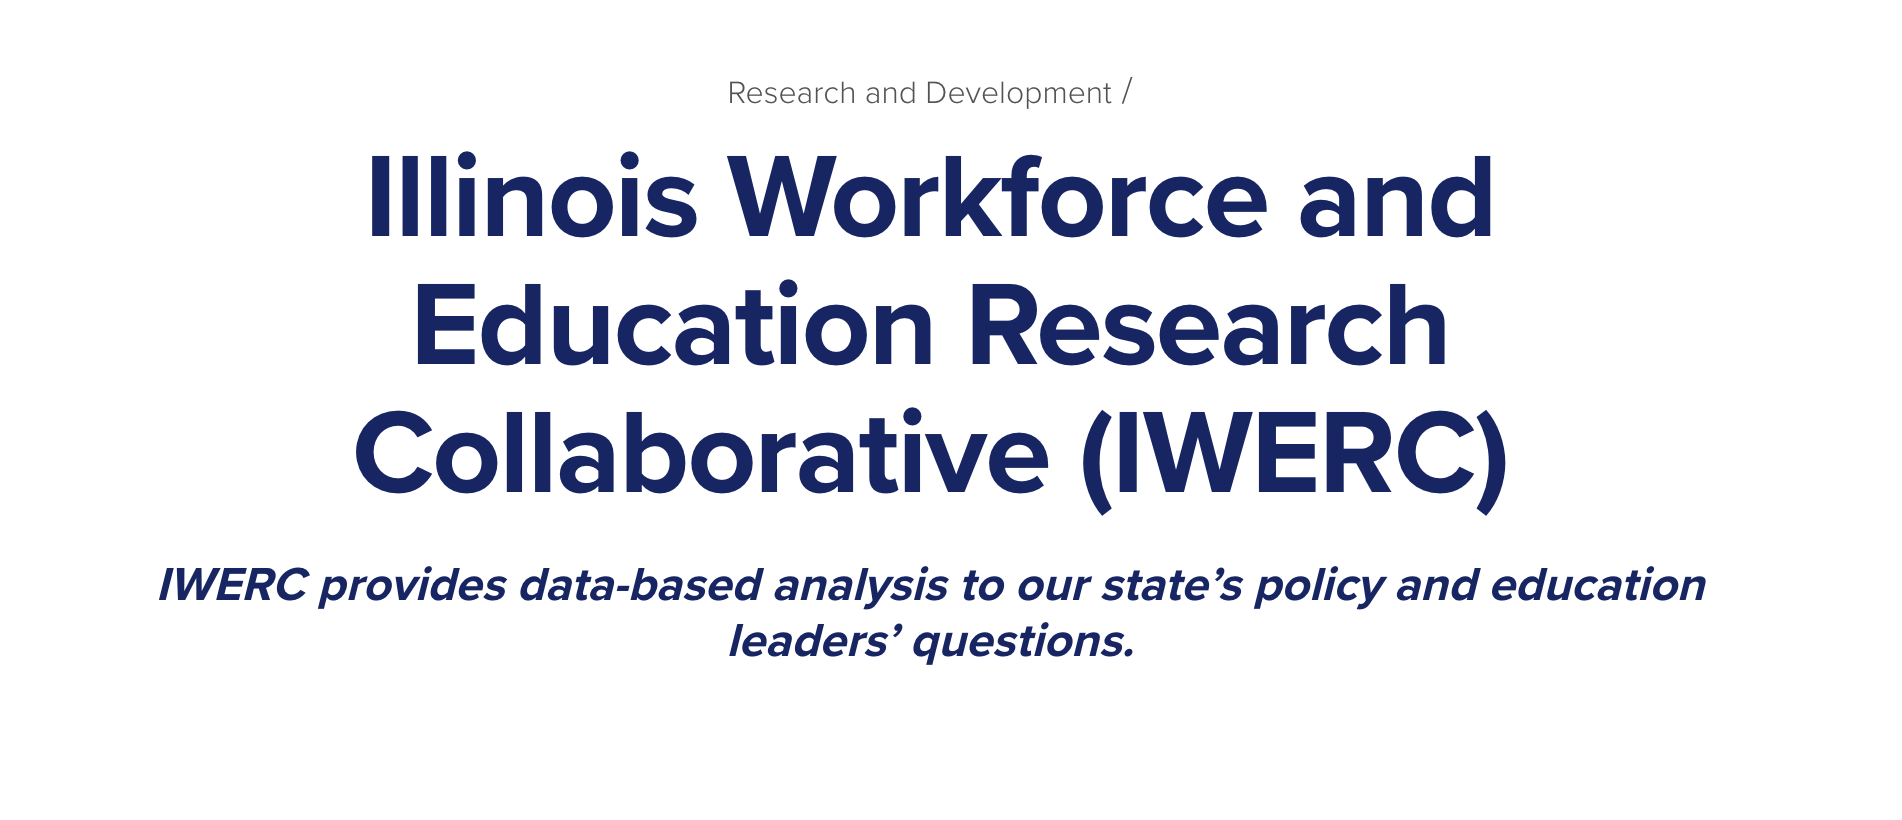 Research and Development /
Illinois Workforce and
Education Research
Collaborative (IWERC)
IWERC provides data-based analysis to our state’s policy and education
leaders’ questions.